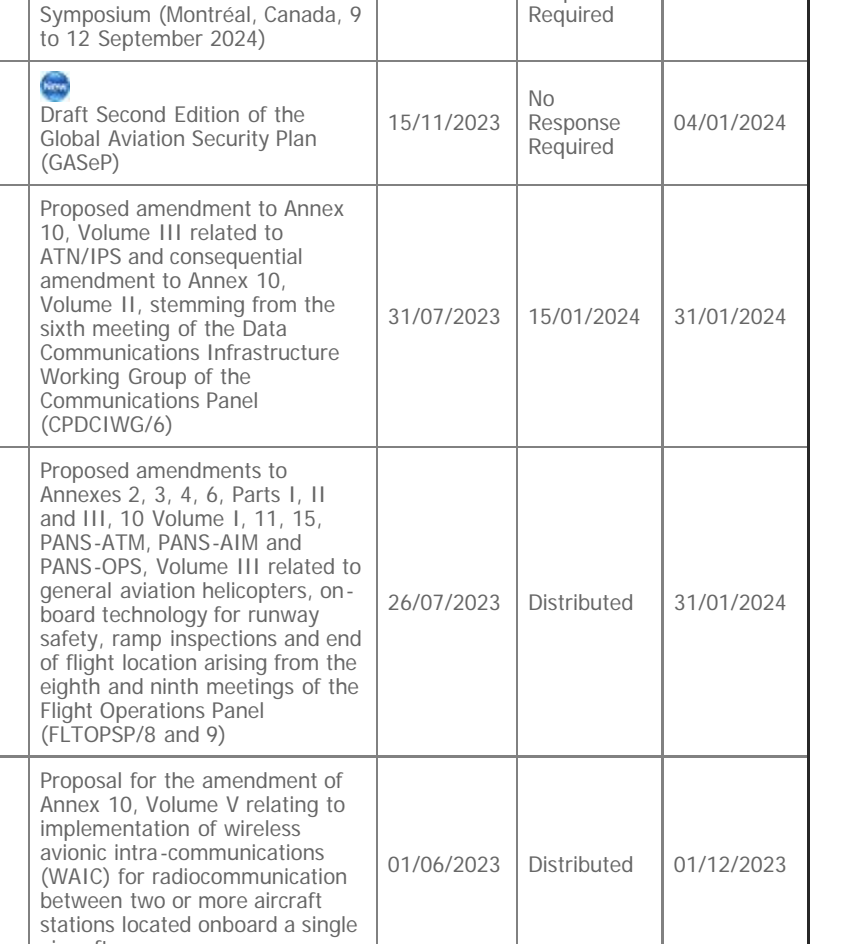 Symposium (Montréal, Canada, 9
to 12 September 2024)
Required
New
Draft Second Edition of the
Global Aviation Security Plan
(GASeP)
15/11/2023
No
Response
Required
04/01/2024
Proposed amendment to Annex
10, Volume III related to
ATN/IPS and consequential
amendment to Annex 10,
Volume II, stemming from the
sixth meeting of the Data
Communications Infrastructure
Working Group of the
Communications Panel
(CPDCIWG/6)
31/07/2023
15/01/2024
31/01/2024
Proposed amendments to
Annexes 2, 3, 4, 6, Parts I, II
and III, 10 Volume I, 11, 15,
PANS-ATM, PANS-AIM and
PANS-OPS, Volume III related to
general aviation helicopters, on-
board technology for runway
safety, ramp inspections and end
of flight location arising from the
eighth and ninth meetings of the
Flight Operations Panel
(FLTOPSP/8 and 9)
26/07/2023
Distributed
31/01/2024
Proposal for the amendment of
Annex 10, Volume V relating to
implementation of wireless
avionic intra-communications
(WAIC) for radiocommunication
between two or more aircraft
stations located onboard a single
01/06/2023
Distributed
01/12/2023